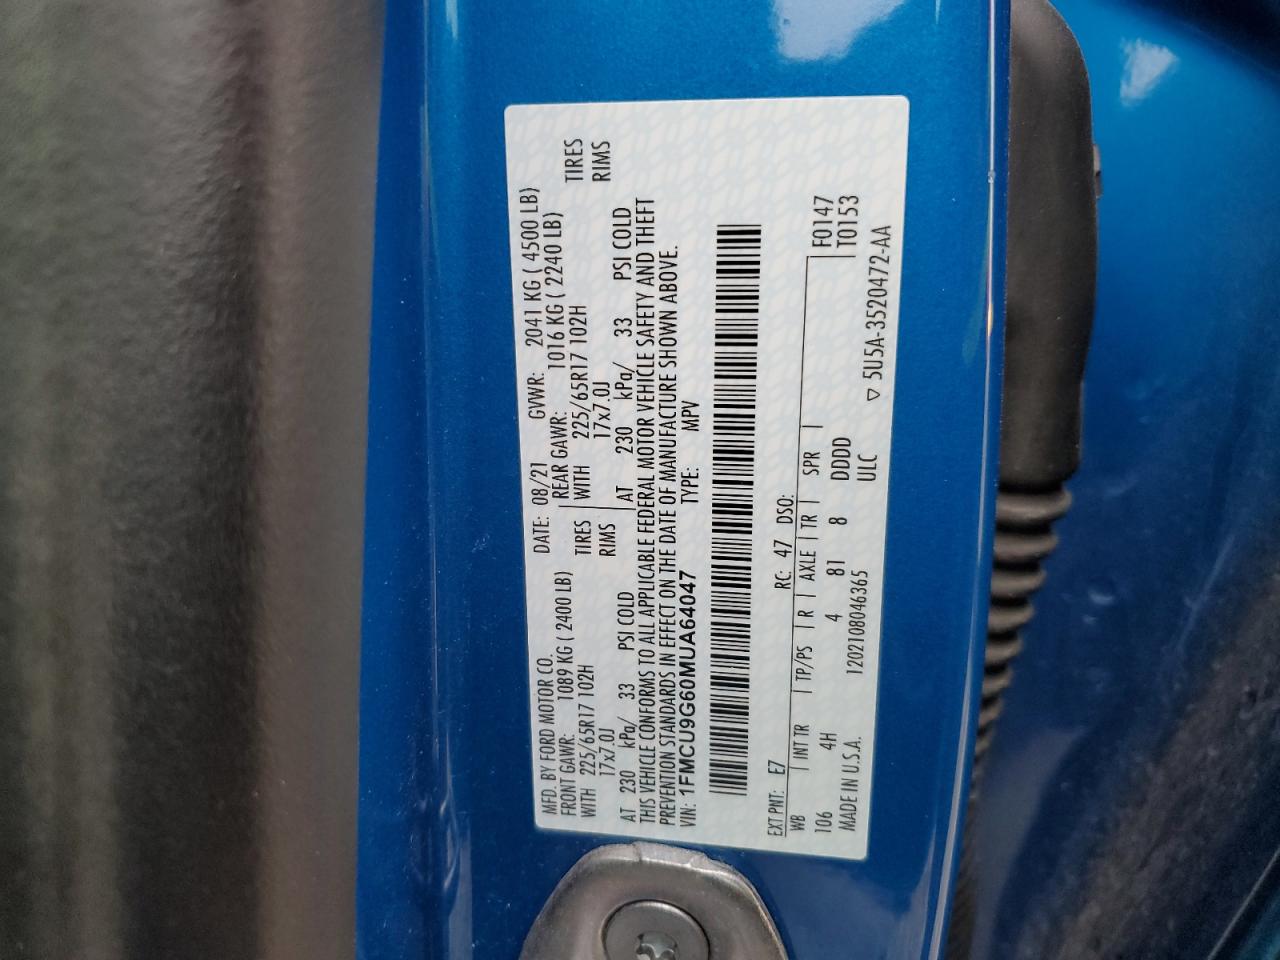 MFD. BY FORD MOTOR CO. DATE: 08/21 GVWR: 2041 KG ( 4500 LB)
FRONT GAWR: 1089 KG ( 2400 LB) REAR GAWR: 1016 KG ( 2240 LB)
WITH 225/65R17 102H TIRES WITH 225/65R17 102H TIRES
17x7.0J RIMS 17x7.0J RIMS
AT 230 kPa/ 33 PSI COLD AT 230 kPa/ 33 PSI COLD
THIS VEHICLE CONFORMS TO ALL APPLICABLE FEDERAL MOTOR VEHICLE SAFETY AND THEFT
PREVENTION STANDARDS IN EFFECT ON THE DATE OF MANUFACTURE SHOWN ABOVE.
VIN: 1FMCU9G60MUA64047 TYPE: MPV
EXT PNT: E7 RC: 47 DSO:
WB INT TR TP/PS R AXLE TR SPR F0147
106 4H 4 81 8 DDDD T0153
MADE IN U.S.A. 1202108046365 ULC ▽ 5U5A-3520472-AA